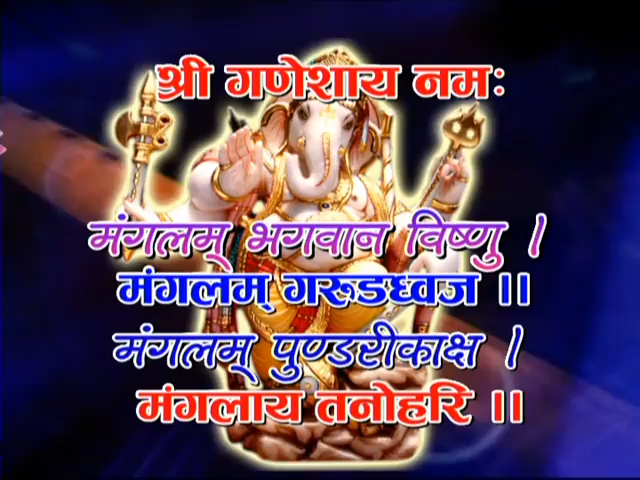 श्री गणेशाय नमः
मंगलम् भगवान विष्णु ।
मंगलम् गरुडध्वज ।।
मंगलम् पुण्डरीकाक्ष ।
मंगलाय तनोहरि ।।